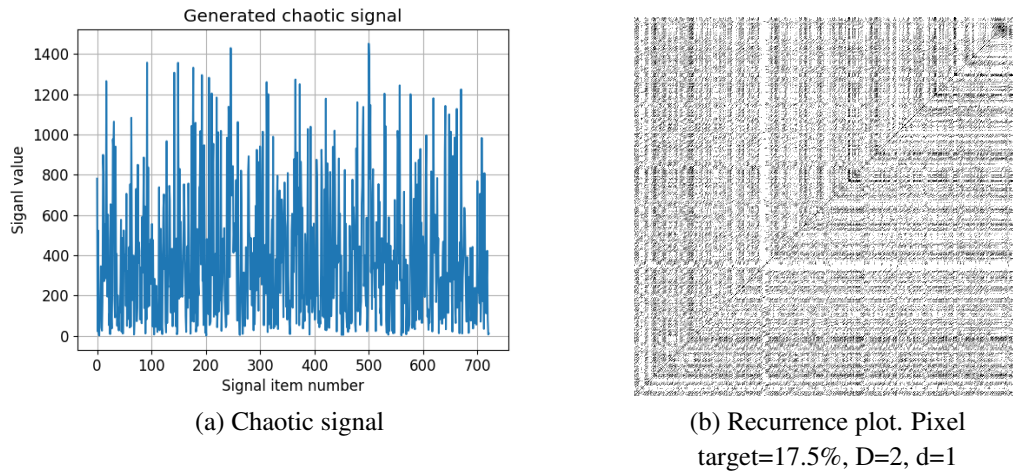 Generated chaotic signal
1400
1200
1000
800
600
400
200
0
Sigan value
0 100 200 300 400 500 600 700
Signal item number
(a) Chaotic signal
(b) Recurrence plot. Pixel
target=17.5%, D=2, d=1